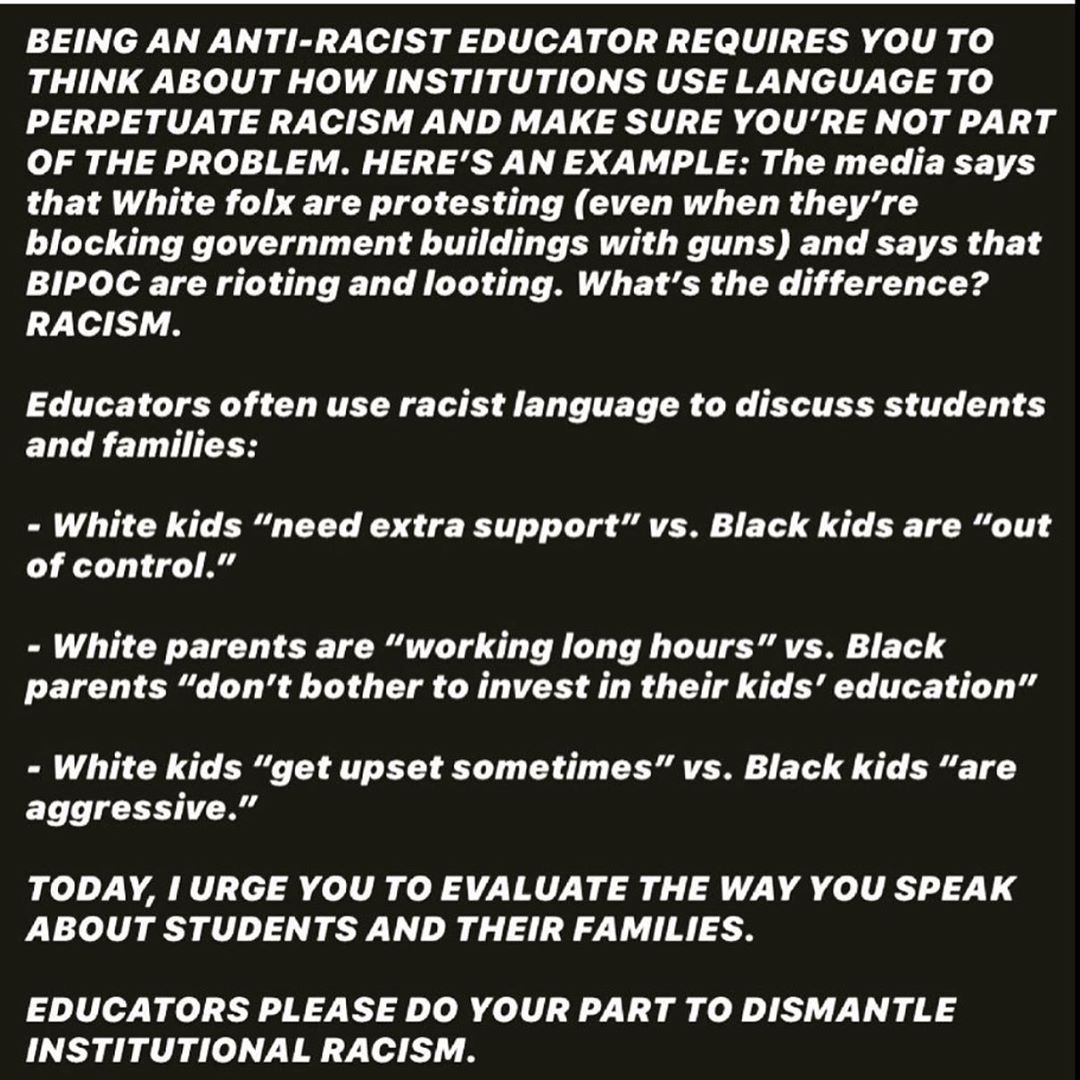 BEING AN ANTI-RACIST EDUCATOR REQUIRES YOU TO
THINK ABOUT HOW INSTITUTIONS USE LANGUAGE TO
PERPETUATE RACISM AND MAKE SURE YOU'RE NOT PART
OF THE PROBLEM. HERE'S AN EXAMPLE: The media says
that White folx are protesting (even when they're
blocking government buildings with guns) and says that
BIPOC are rioting and looting. What's the difference?
RACISM.
Educators often use racist language to discuss students
and families:
- White kids "need extra support" vs. Black kids are "out
of control."
- White parents are "working long hours" vs. Black
parents "don't bother to invest in their kids' education"
- White kids "get upset sometimes" vs. Black kids "are
aggressive."
TODAY, I URGE YOU TO EVALUATE THE WAY YOU SPEAK
ABOUT STUDENTS AND THEIR FAMILIES.
EDUCATORS PLEASE DO YOUR PART TO DISMANTLE
INSTITUTIONAL RACISM.